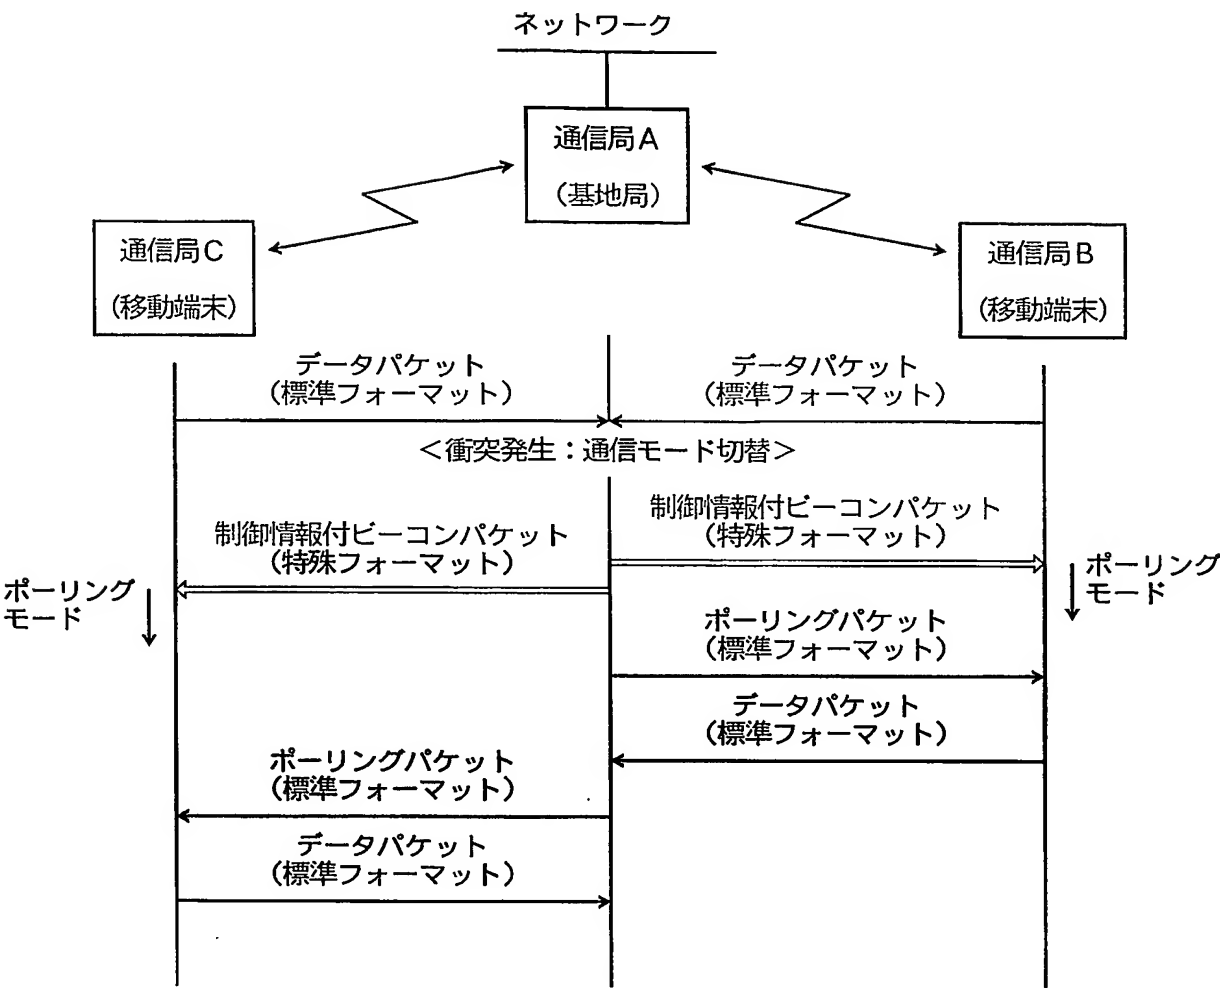 ネットワーク
通信局A
（基地局）
通信局C
（移動端末）
通信局B
（移動端末）
データパケット
（標準フォーマット）
データパケット
（標準フォーマット）
＜衝突発生：通信モード切替＞
制御情報付ビーコンパケット
（特殊フォーマット）
制御情報付ビーコンパケット
（特殊フォーマット）
ポーリング
モード
ポーリング
モード
ポーリングパケット
（標準フォーマット）
データパケット
（標準フォーマット）
ポーリングパケット
（標準フォーマット）
データパケット
（標準フォーマット）